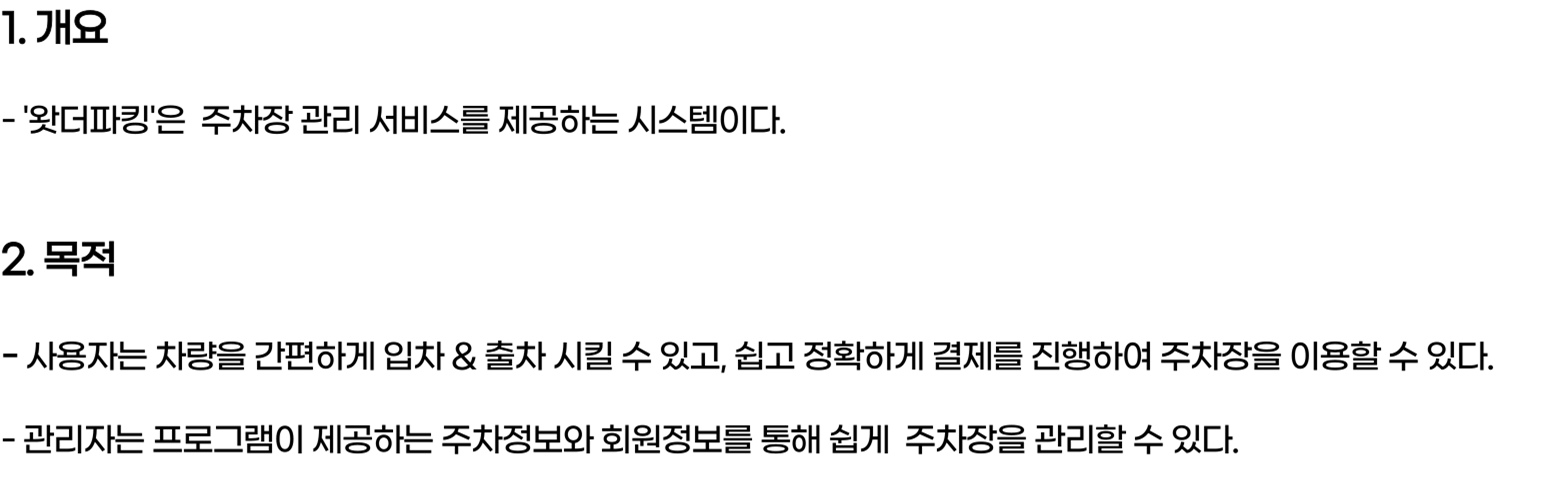 1. 개요
- '왓더파킹'은  주차장 관리 서비스를 제공하는 시스템이다.
2. 목적
- 사용자는 차량을 간편하게 입차 & 출차 시킬 수 있고, 쉽고 정확하게 결제를 진행하여 주차장을 이용할 수 있다.
- 관리자는 프로그램이 제공하는 주차정보와 회원정보를 통해 쉽게  주차장을 관리할 수 있다.